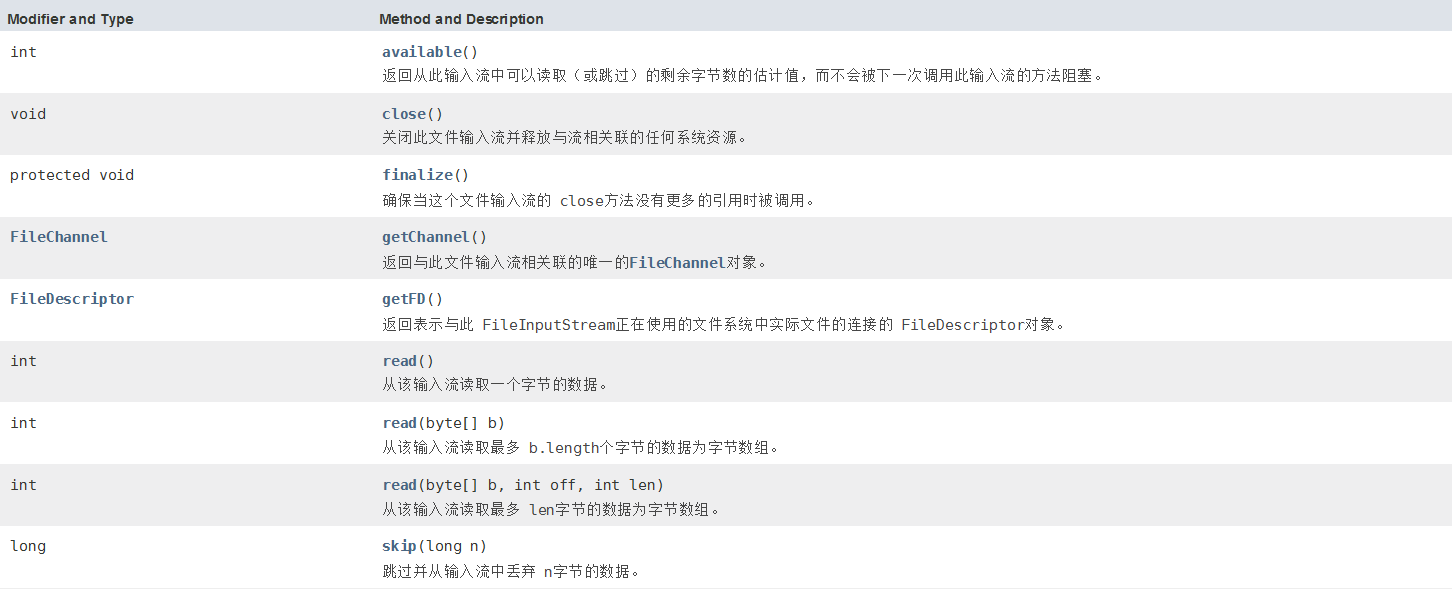 Modifier and Type Method and Description
int available()
返回从此输入流中可以读取（或跳过）的剩余字节数的估计值，而不会被下一次调用此输入流的方法阻塞。
void close()
关闭此文件输入流并释放与流相关联的任何系统资源。
protected void finalize()
确保当这个文件输入流的 close方法没有更多的引用时被调用。
FileChannel getChannel()
返回与此文件输入流相关联的唯一的FileChannel对象。
FileDescriptor getFD()
返回表示与此 FileInputStream正在使用的文件系统中实际文件的连接的 FileDescriptor对象。
int read()
从该输入流读取一个字节的数据。
int read(byte[] b)
从该输入流读取最多 b.length个字节的数据为字节数组。
int read(byte[] b, int off, int len)
从该输入流读取最多 len字节的数据为字节数组。
long skip(long n)
跳过并从输入流中丢弃 n字节的数据。